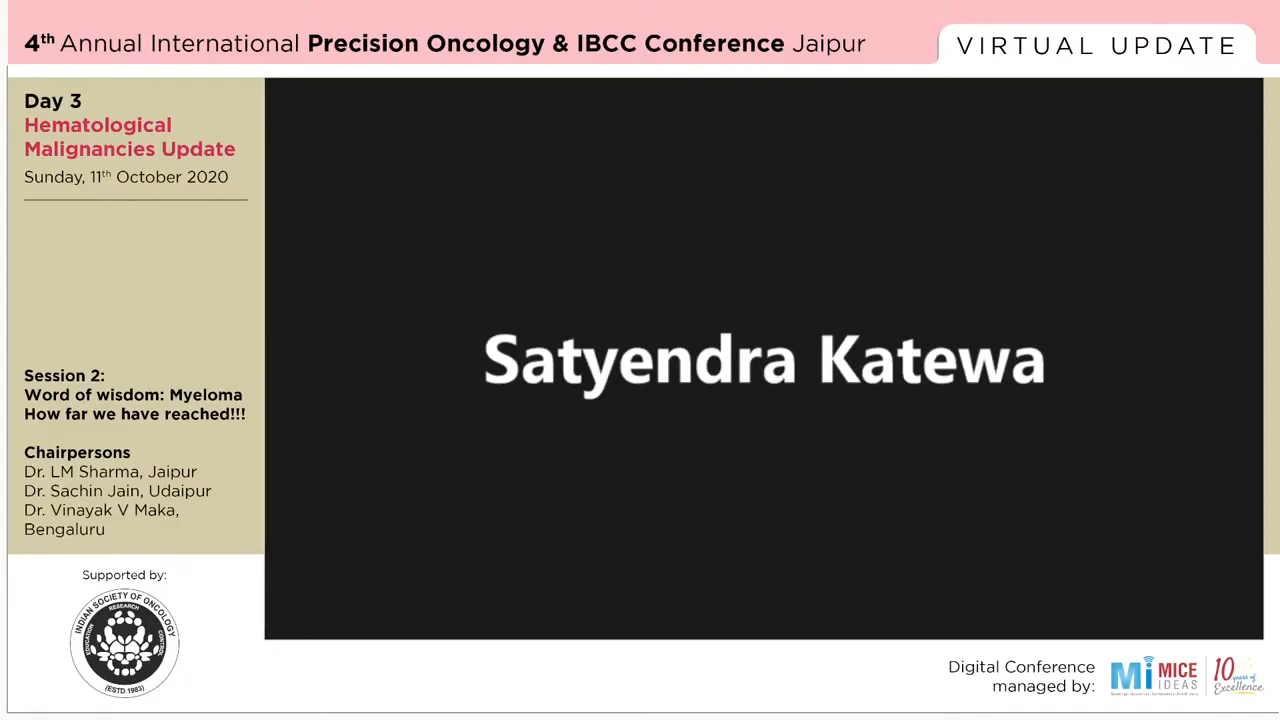 4th Annual International Precision Oncology & IBCC Conference Jaipur
VIRTUAL UPDATE
Day 3
Hematological
Malignancies Update
Sunday, 11th October 2020
Satyendra Katewa
Session 2:
Word of wisdom: Myeloma
How far we have reached!!!
Chairpersons
Dr. LM Sharma, Jaipur
Dr. Sachin Jain, Udaipur
Dr. Vinayak V Maka,
Bengaluru
Supported by:
INDIAN SOCIETY OF ONCOLOGY
RESEARCH
EDUCATION
CONTROL
(ESTD.1983)
Digital Conference
managed by:
Mi MICE
IDEAS
10 years of
Excellence